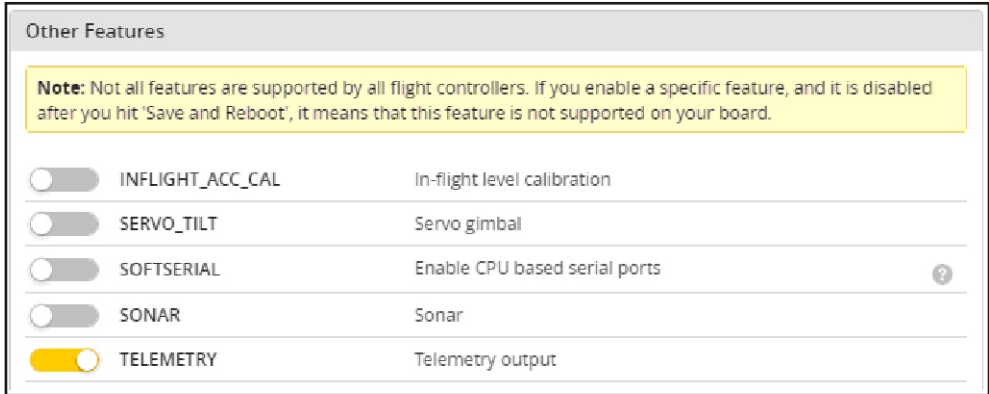 Other Features
Note: Not all features are supported by all flight controllers. If you enable a specific feature, and it is disabled
after you hit 'Save and Reboot', it means that this feature is not supported on your board.
INFLIGHT_ACC_CAL In-flight level calibration
SERVO_TILT Servo gimbal
SOFTSERIAL Enable CPU based serial ports ?
SONAR Sonar
TELEMETRY Telemetry output